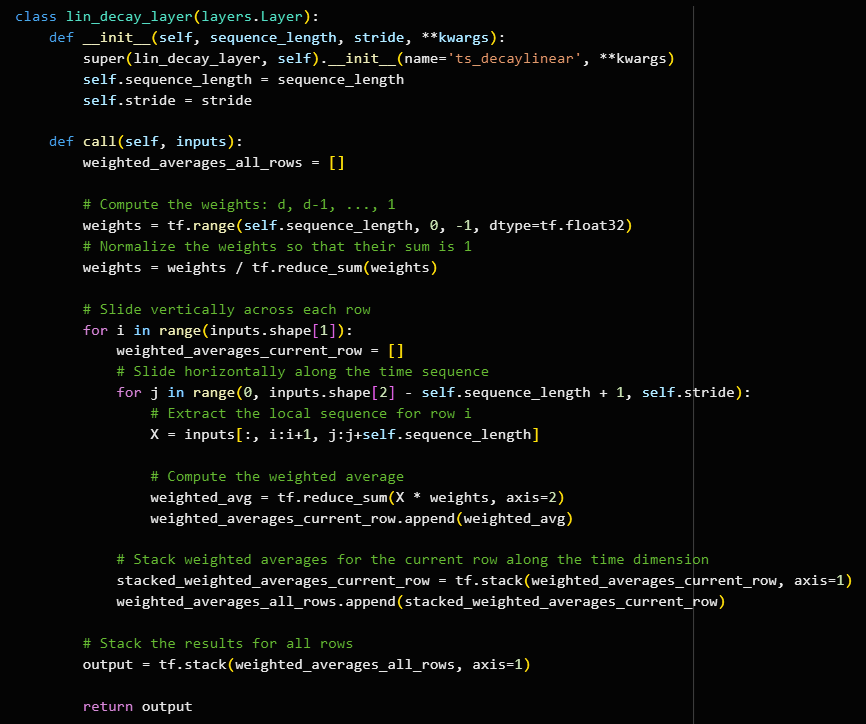 class lin_decay_layer(layers.Layer):
    def __init__(self, sequence_length, stride, **kwargs):
        super(lin_decay_layer, self).__init__(name='ts_decaylinear', **kwargs)
        self.sequence_length = sequence_length
        self.stride = stride

    def call(self, inputs):
        weighted_averages_all_rows = []

        # Compute the weights: d, d-1, ..., 1
        weights = tf.range(self.sequence_length, 0, -1, dtype=tf.float32)
        # Normalize the weights so that their sum is 1
        weights = weights / tf.reduce_sum(weights)

        # Slide vertically across each row
        for i in range(inputs.shape[1]):
            weighted_averages_current_row = []
            # Slide horizontally along the time sequence
            for j in range(0, inputs.shape[2] - self.sequence_length + 1, self.stride):
                # Extract the local sequence for row i
                X = inputs[:, i:i+1, j:j+self.sequence_length]

                # Compute the weighted average
                weighted_avg = tf.reduce_sum(X * weights, axis=2)
                weighted_averages_current_row.append(weighted_avg)

            # Stack weighted averages for the current row along the time dimension
            stacked_weighted_averages_current_row = tf.stack(weighted_averages_current_row, axis=1)
            weighted_averages_all_rows.append(stacked_weighted_averages_current_row)

        # Stack the results for all rows
        output = tf.stack(weighted_averages_all_rows, axis=1)

        return output